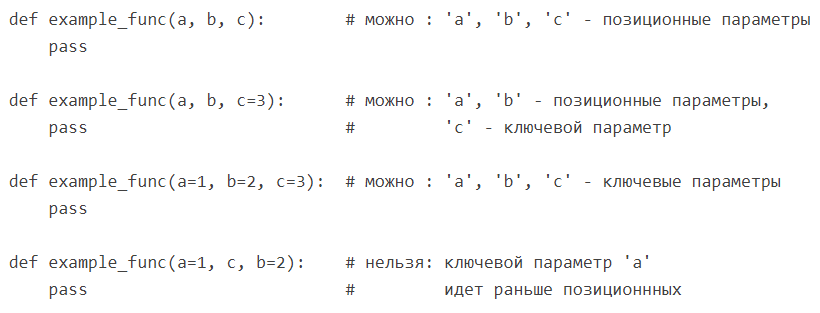 def example_func(a, b, c):        # можно : 'a', 'b', 'c' - позиционные параметры
    pass
def example_func(a, b, c=3):      # можно : 'a', 'b' - позиционные параметры,
    pass                          #         'c' - ключевой параметр
def example_func(a=1, b=2, c=3):  # можно : 'a', 'b', 'c' - ключевые параметры
    pass
def example_func(a=1, c, b=2):    # нельзя: ключевой параметр 'a'
    pass                          #         идет раньше позиционнных